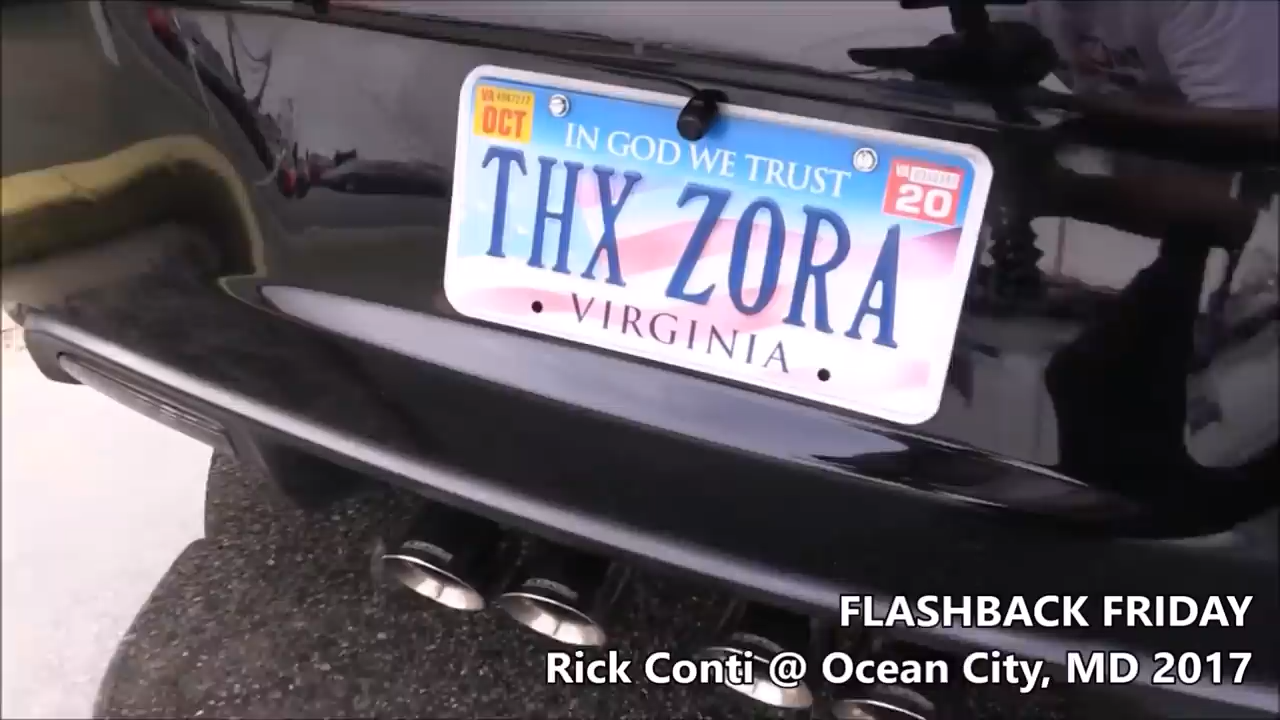 VA
OCT
IN GOD WE TRUST
20
THX ZORA
VIRGINIA
FLASHBACK FRIDAY
Rick Conti @ Ocean City, MD 2017